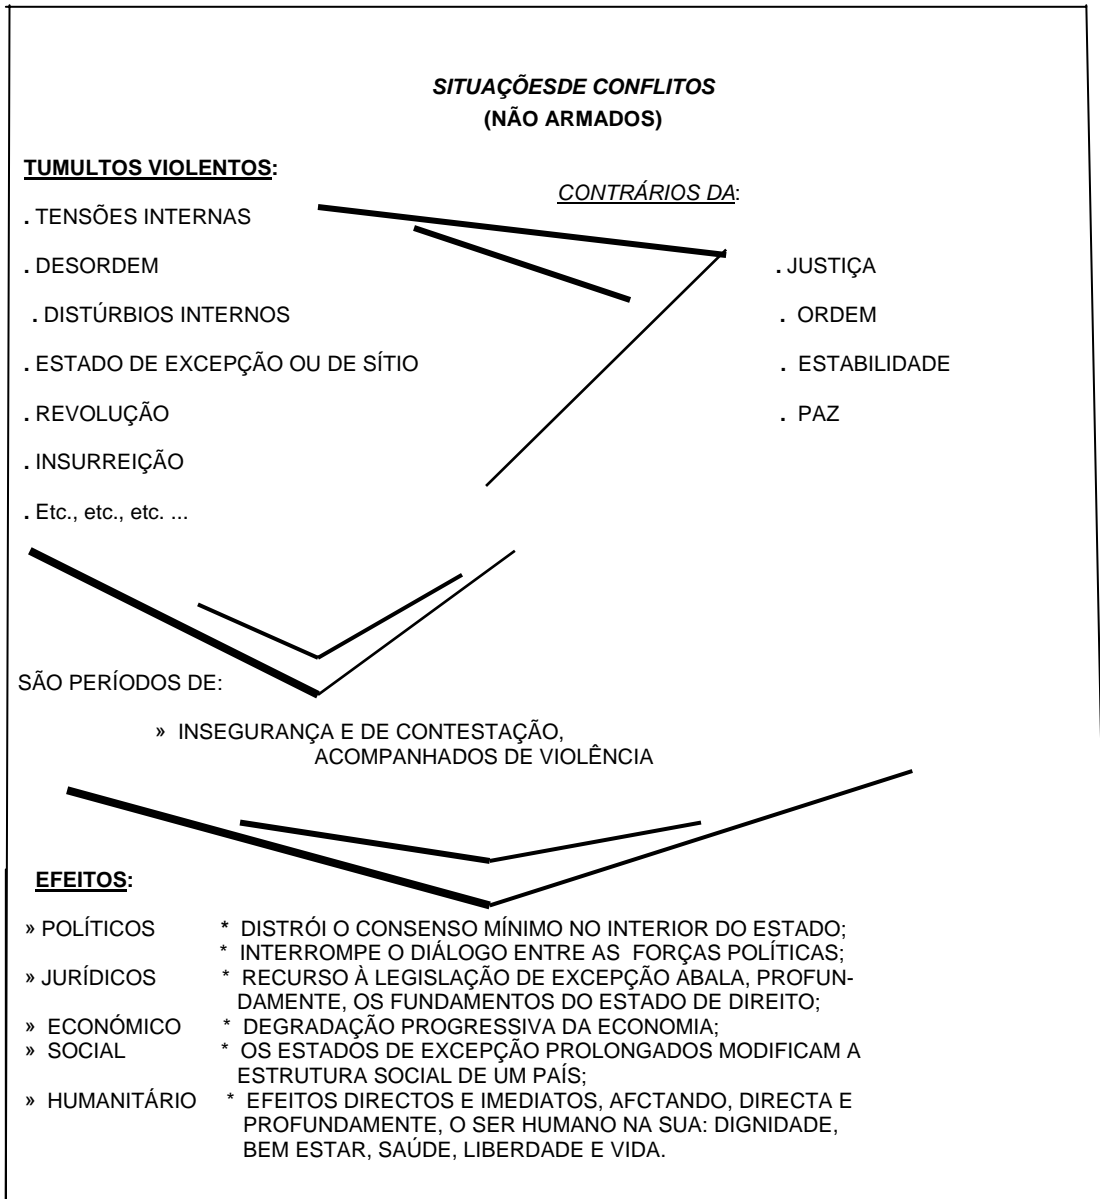 SITUAÇÕESDE CONFLITOS
(NÃO ARMADOS)
TUMULTOS VIOLENTOS:
CONTRÁRIOS DA:
. TENSÕES INTERNAS
. DESORDEM
. JUSTIÇA
. DISTÚRBIOS INTERNOS
. ORDEM
. ESTADO DE EXCEPÇÃO OU DE SÍTIO
. ESTABILIDADE
. REVOLUÇÃO
. PAZ
. INSURREIÇÃO
. Etc., etc., etc. ...
SÃO PERÍODOS DE:
» INSEGURANÇA E DE CONTESTAÇÃO,
ACOMPANHADOS DE VIOLÊNCIA
EFEITOS:
» POLÍTICOS * DISTRÓI O CONSENSO MÍNIMO NO INTERIOR DO ESTADO;
* INTERROMPE O DIÁLOGO ENTRE AS FORÇAS POLÍTICAS;
» JURÍDICOS * RECURSO À LEGISLAÇÃO DE EXCEPÇÃO ABALA, PROFUN-
DAMENTE, OS FUNDAMENTOS DO ESTADO DE DIREITO;
» ECONÓMICO * DEGRADAÇÃO PROGRESSIVA DA ECONOMIA;
» SOCIAL * OS ESTADOS DE EXCEPÇÃO PROLONGADOS MODIFICAM A
ESTRUTURA SOCIAL DE UM PAÍS;
» HUMANITÁRIO * EFEITOS DIRECTOS E IMEDIATOS, AFCTANDO, DIRECTA E
PROFUNDAMENTE, O SER HUMANO NA SUA: DIGNIDADE,
BEM ESTAR, SAÚDE, LIBERDADE E VIDA.